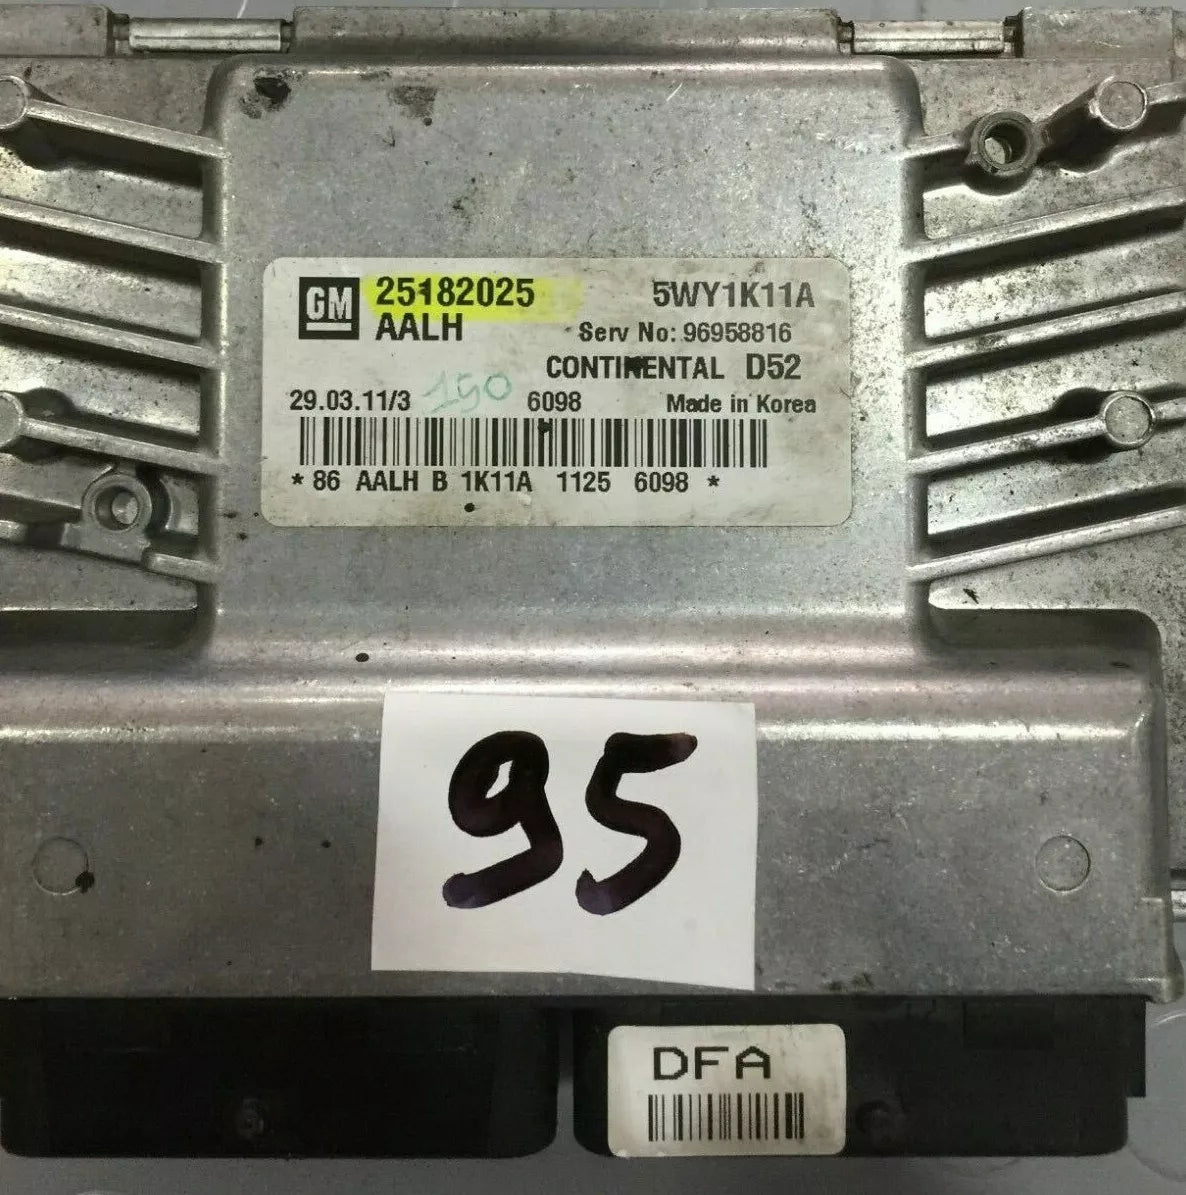 GM 25182025 5WY1K11A
AALH Serv No: 96958816
CONTINENTAL D52
29.03.11/3 190 6098 Made in Korea
* 86 AALH B 1K11A 1125 6098 *
95
DFA